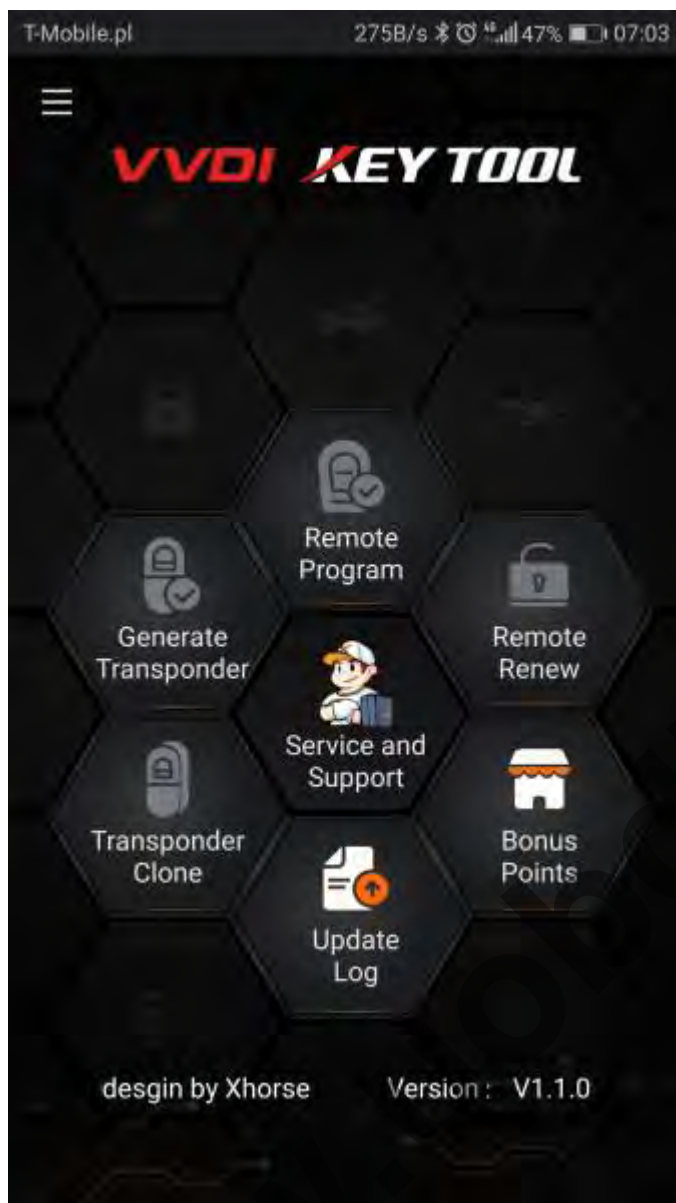 T-Mobile.pl 275B/s 47% 07:03
VVDI KEY TOOL
Remote
Program
Generate
Transponder
Remote
Renew
Service and
Support
Transponder
Clone
Bonus
Points
Update
Log
desgin by Xhorse Version : V1.1.0